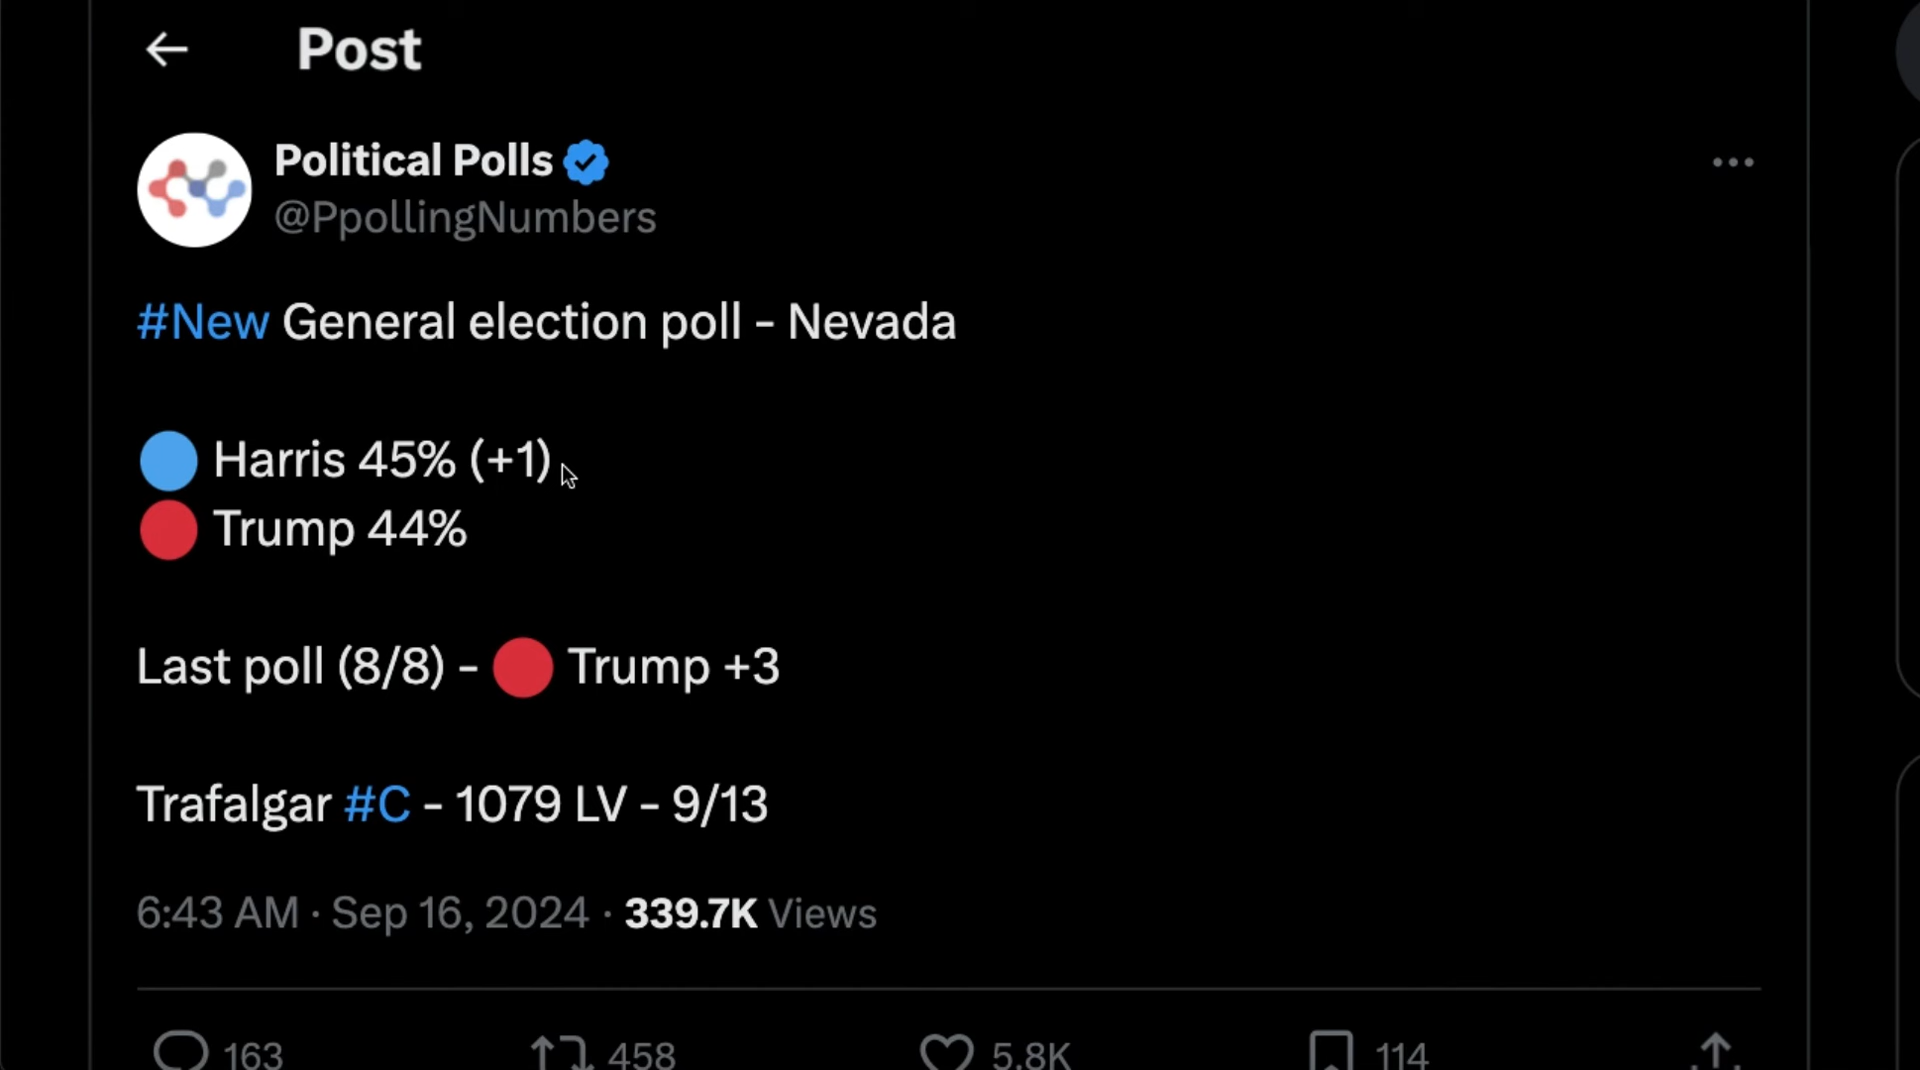 Post
Political Polls
@PpollingNumbers
#New General election poll - Nevada
Harris 45% (+1)
Trump 44%
Last poll (8/8) - Trump +3
Trafalgar #C - 1079 LV - 9/13
6:43 AM · Sep 16, 2024 · 339.7K Views
163 458 5.8K 114